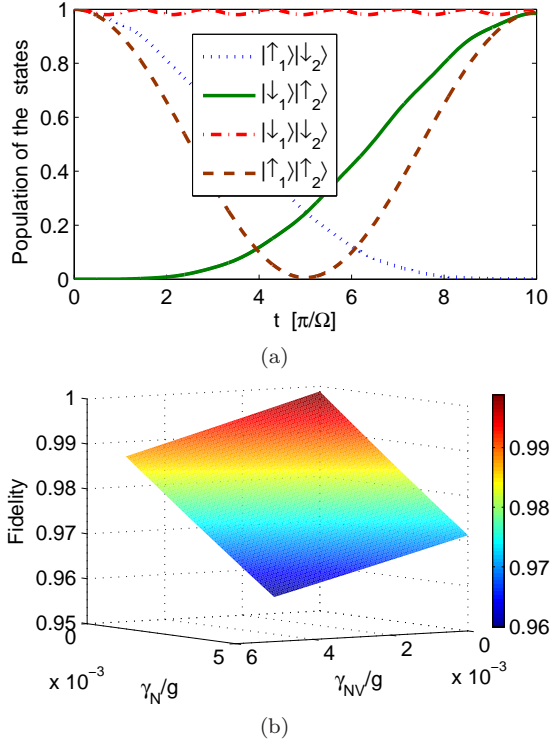 1
0.8
0.6
0.4
0.2
0
Population of the states
|↑₁⟩|↓₂⟩
|↓₁⟩|↑₂⟩
|↓₁⟩|↓₂⟩
|↑₁⟩|↑₂⟩
0 2 4 6 8 10
t [π/Ω]
(a)
1
0.99
0.98
0.97
0.96
0.95
Fidelity
0 5
x 10⁻³
γ_N/g
6 4 2 0
x 10⁻³
γ_NV/g
0.99
0.98
0.97
0.96
(b)